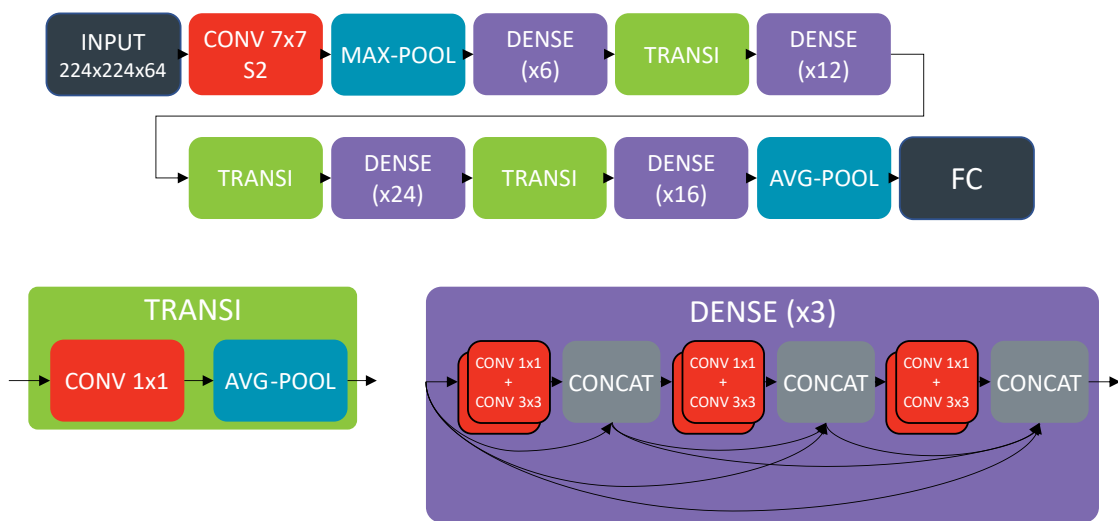 INPUT
224x224x64
CONV 7x7
S2
MAX-POOL
DENSE
(x6)
TRANSI
DENSE
(x12)
TRANSI
DENSE
(x24)
TRANSI
DENSE
(x16)
AVG-POOL
FC
TRANSI
CONV 1x1
AVG-POOL
DENSE (x3)
CONV 1x1
+
CONV 3x3
CONCAT
CONV 1x1
+
CONV 3x3
CONCAT
CONV 1x1
+
CONV 3x3
CONCAT